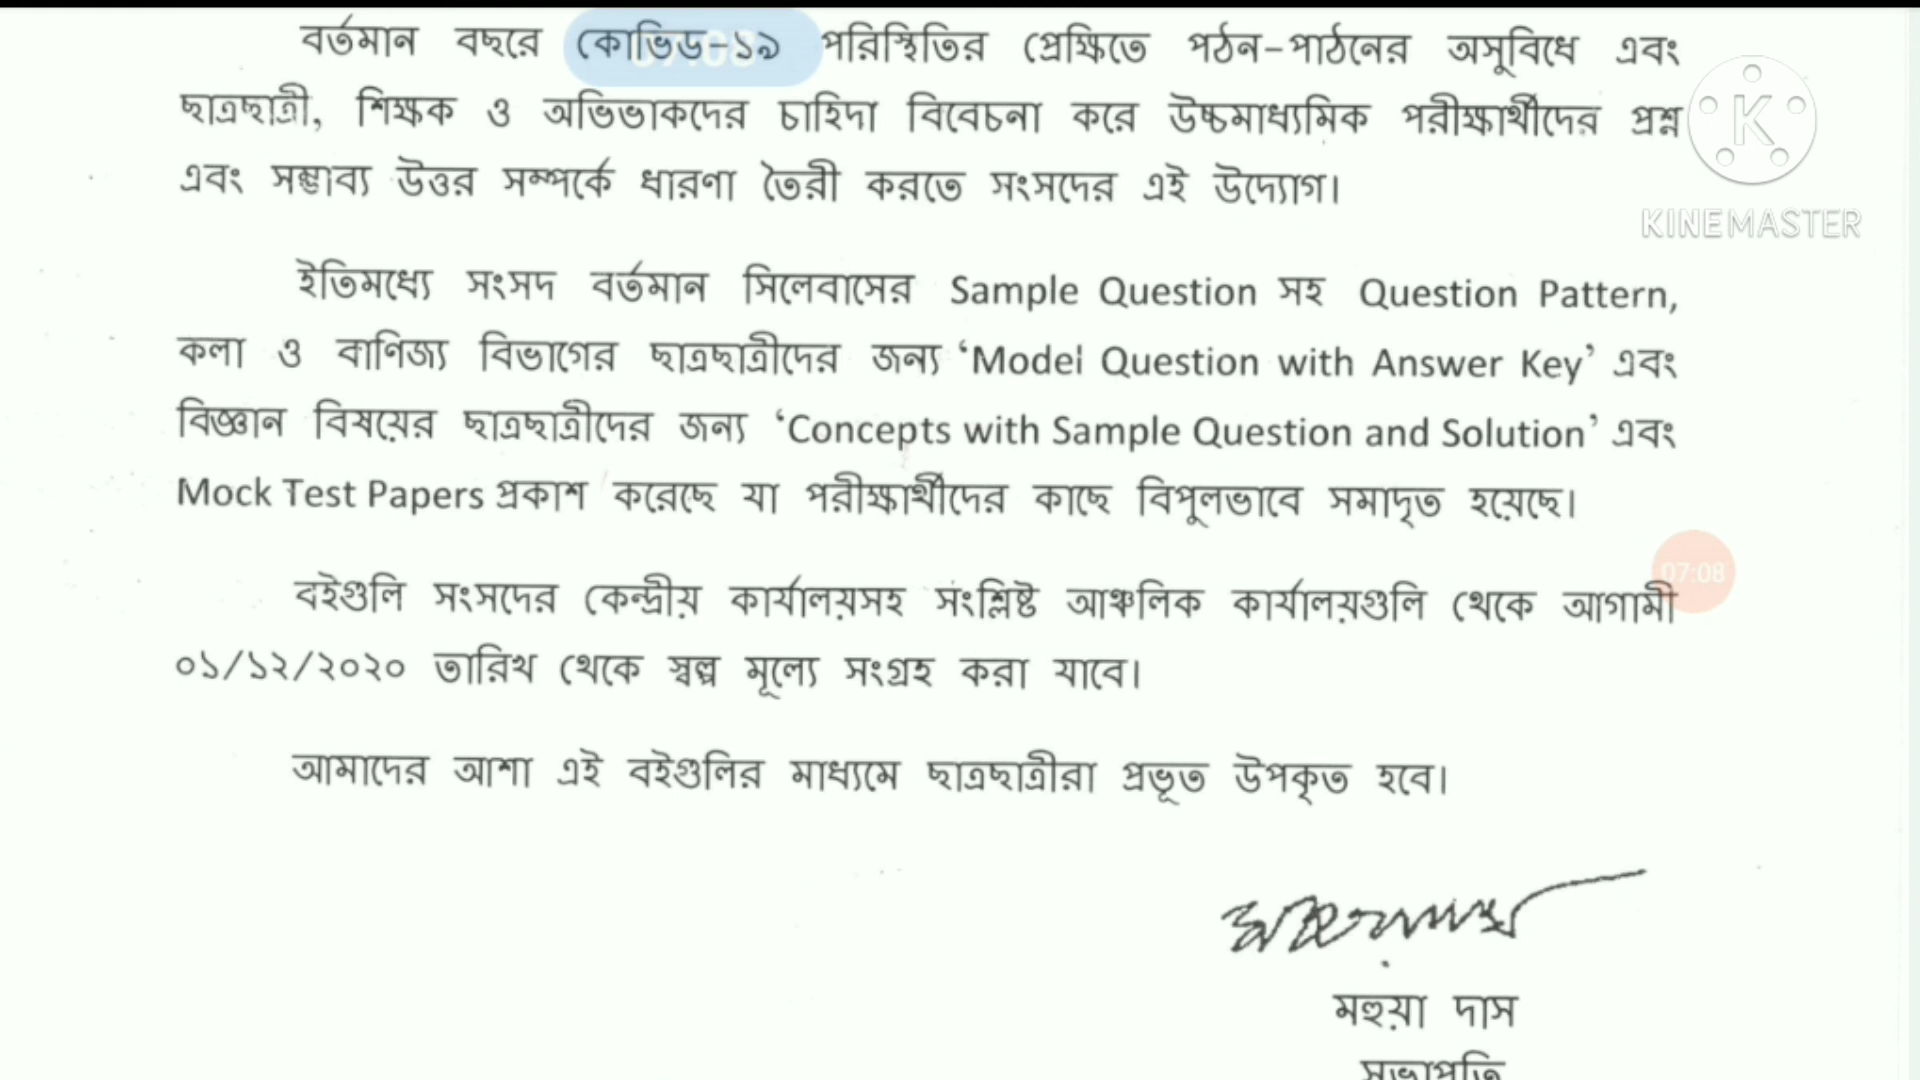 বর্তমান বছরে কোভিড-১৯ পরিস্থিতির প্রেক্ষিতে পঠন-পাঠনের অসুবিধে এবং
ছাত্রছাত্রী, শিক্ষক ও অভিভাকদের চাহিদা বিবেচনা করে উচ্চমাধ্যমিক পরীক্ষার্থীদের প্রশ্ন
এবং সম্ভাব্য উত্তর সম্পর্কে ধারণা তৈরী করতে সংসদের এই উদ্যোগ।
KINEMASTER
ইতিমধ্যে সংসদ বর্তমান সিলেবাসের Sample Question সহ Question Pattern,
কলা ও বাণিজ্য বিভাগের ছাত্রছাত্রীদের জন্য ‘Model Question with Answer Key’ এবং
বিজ্ঞান বিষয়ের ছাত্রছাত্রীদের জন্য ‘Concepts with Sample Question and Solution’ এবং
Mock Test Papers প্রকাশ করেছে যা পরীক্ষার্থীদের কাছে বিপুলভাবে সমাদৃত হয়েছে।
07:08
বইগুলি সংসদের কেন্দ্রীয় কার্যালয়সহ সংশ্লিষ্ট আঞ্চলিক কার্যালয়গুলি থেকে আগামী
০১/১২/২০২০ তারিখ থেকে স্বল্প মূল্যে সংগ্রহ করা যাবে।
আমাদের আশা এই বইগুলির মাধ্যমে ছাত্রছাত্রীরা প্রভূত উপকৃত হবে।
মহুয়া দাস
সভাপতি